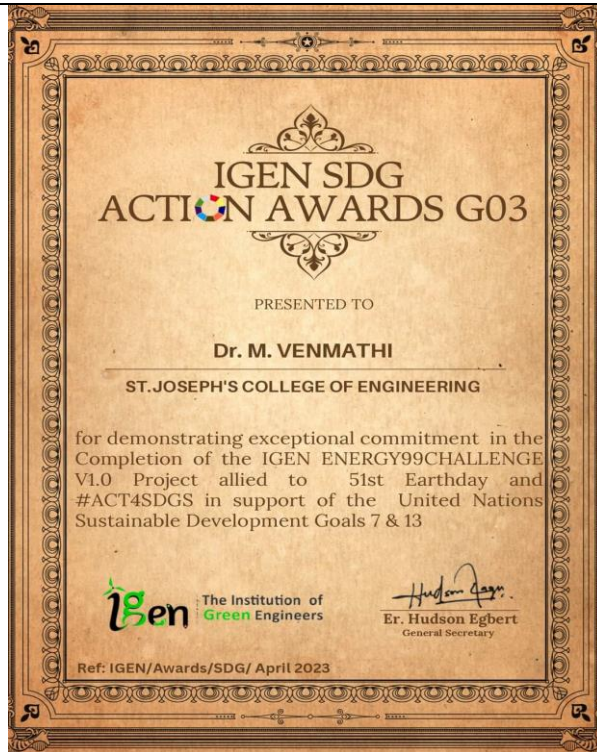 IGEN SDG
ACTION AWARDS G03
PRESENTED TO
Dr. M. VENMATHI
ST.JOSEPH'S COLLEGE OF ENGINEERING
for demonstrating exceptional commitment in the
Completion of the IGEN ENERGY99CHALLENGE
V1.0 Project allied to 51st Earthday and
#ACT4SDGS in support of the United Nations
Sustainable Development Goals 7 & 13
igen
The Institution of
Green Engineers
Er. Hudson Egbert
General Secretary
Ref: IGEN/Awards/SDG/ April 2023